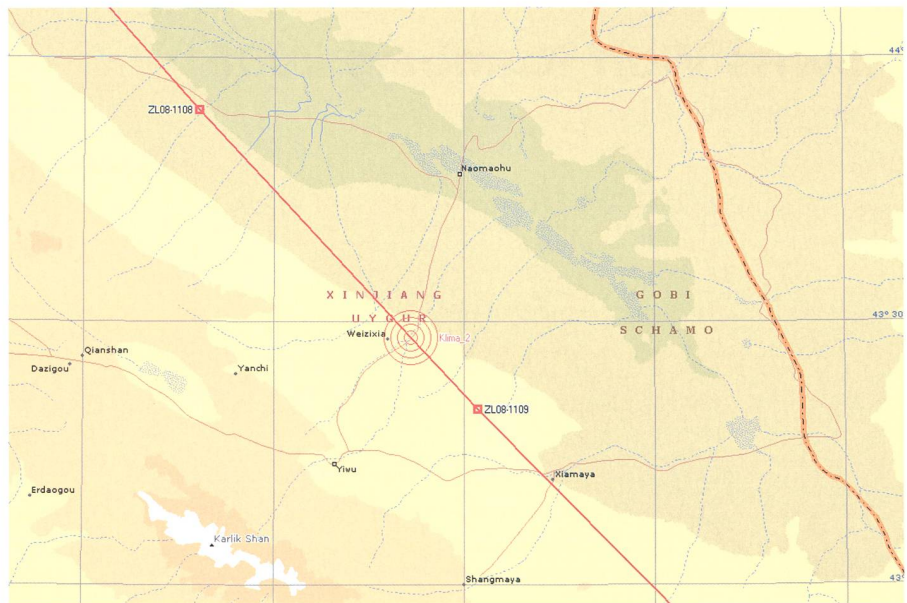 44°
ZL08-1108
Naomaohu
XINJIANG
UYGUR
GOBI
SCHAMO
43° 30
Weizixia
Klima_2
Qianshan
Dazigou
Yanchi
ZL08-1109
Yiwu
Xiamaya
Erdaogou
Karlik Shan
Shangmaya
43°